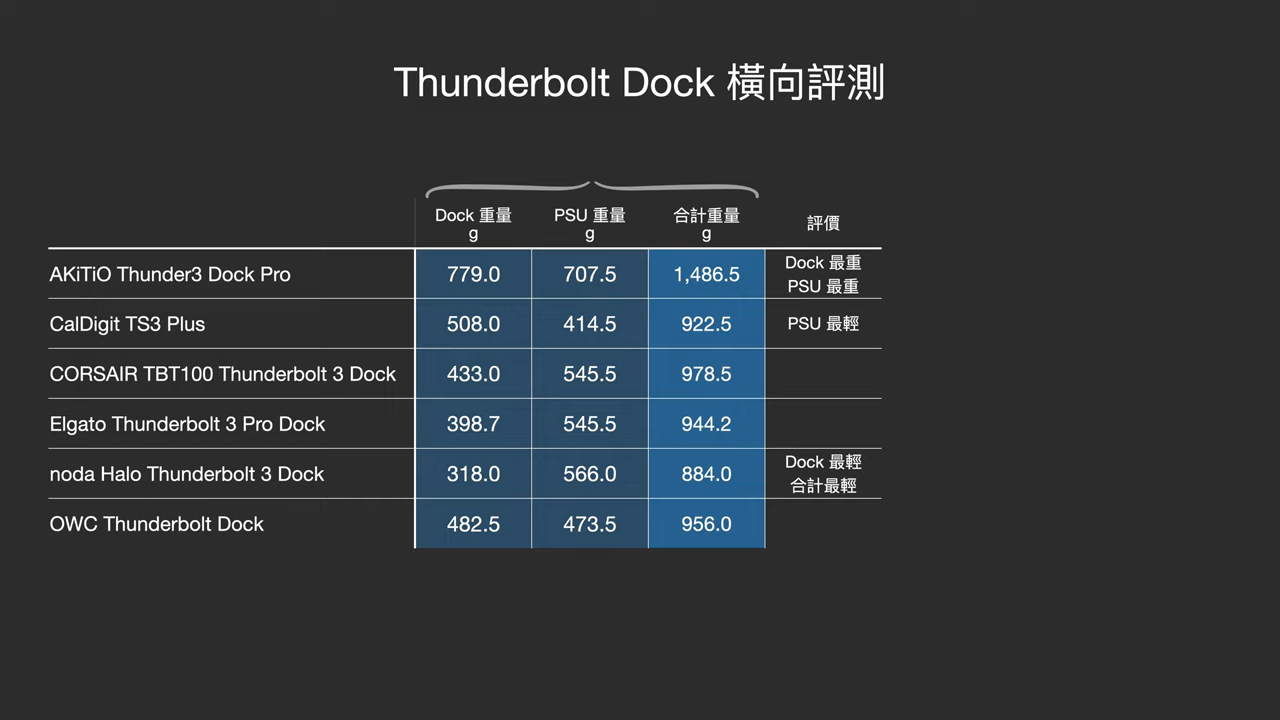 Thunderbolt Dock 橫向評測
Dock 重量 PSU 重量 合計重量 評價
g g g
AKiTiO Thunder3 Dock Pro 779.0 707.5 1,486.5 Dock 最重
PSU 最重
CalDigit TS3 Plus 508.0 414.5 922.5 PSU 最輕
CORSAIR TBT100 Thunderbolt 3 Dock 433.0 545.5 978.5
Elgato Thunderbolt 3 Pro Dock 398.7 545.5 944.2
noda Halo Thunderbolt 3 Dock 318.0 566.0 884.0 Dock 最輕
合計最輕
OWC Thunderbolt Dock 482.5 473.5 956.0